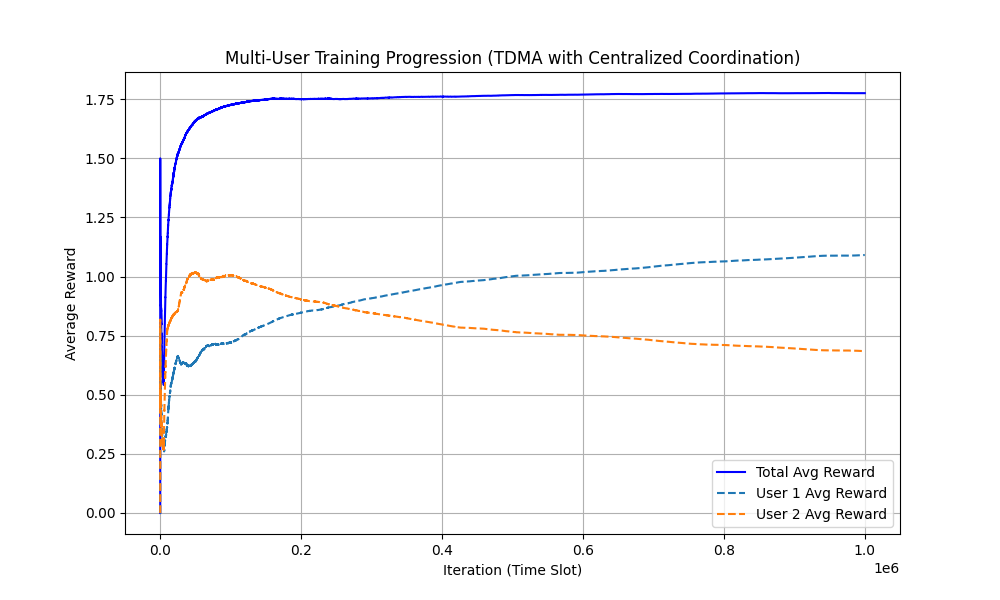 Multi-User Training Progression (TDMA with Centralized Coordination)
Average Reward
1.75
1.50
1.25
1.00
0.75
0.50
0.25
0.00
Total Avg Reward
User 1 Avg Reward
User 2 Avg Reward
0.0 0.2 0.4 0.6 0.8 1.0
1e6
Iteration (Time Slot)